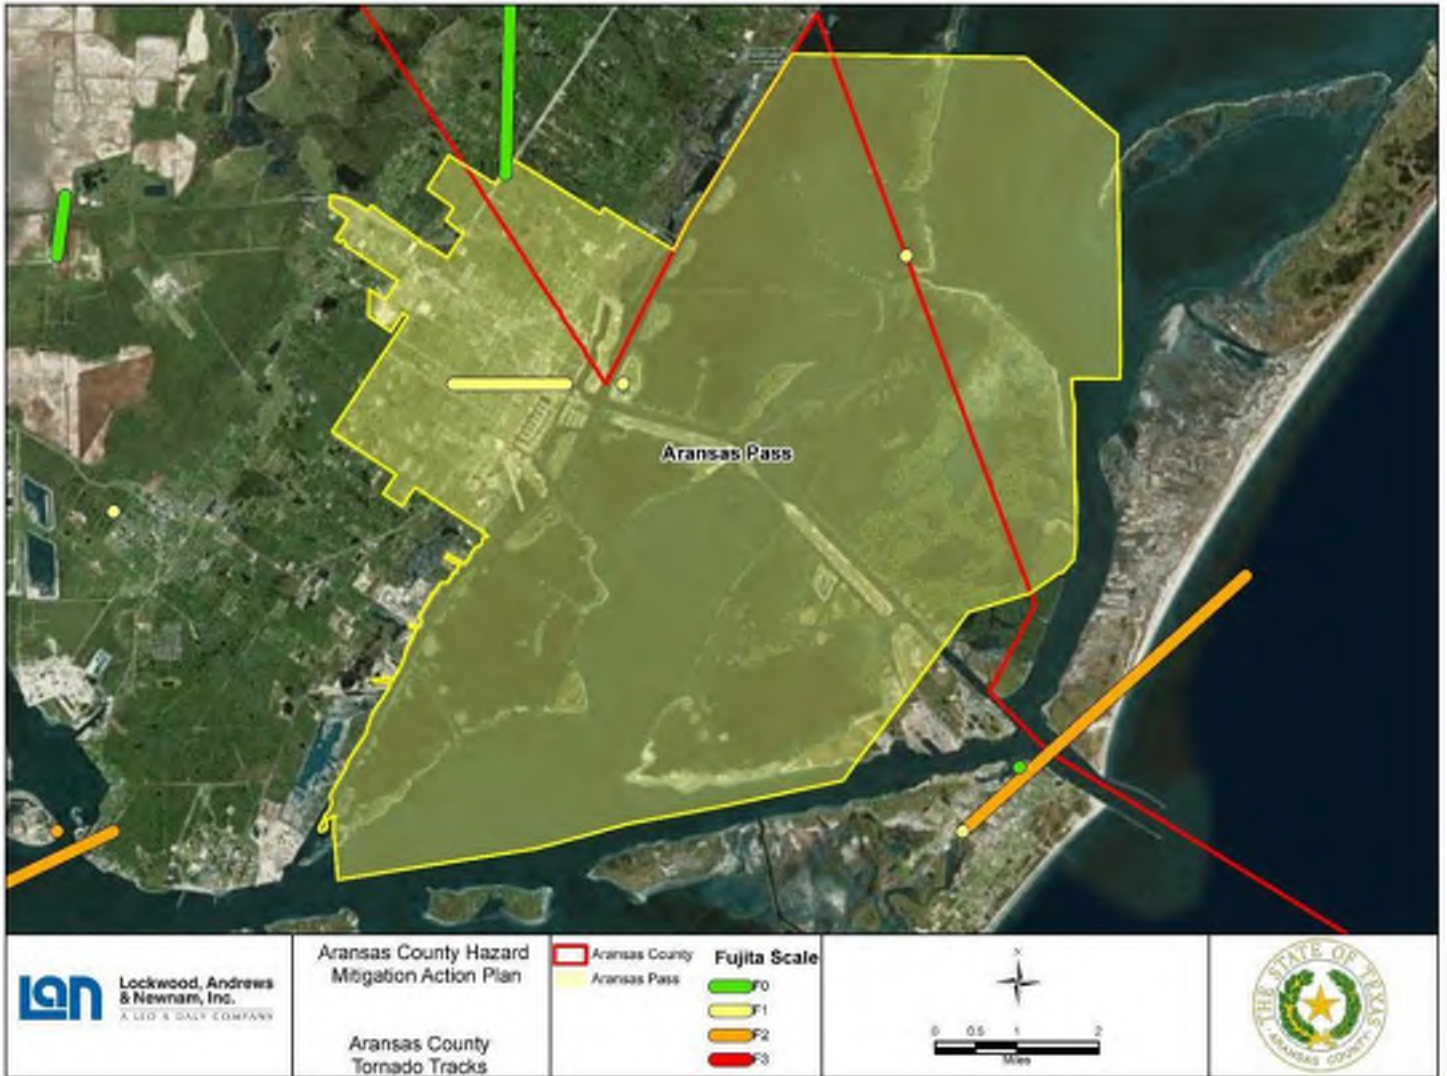 Aransas Pass
LAN
Lockwood, Andrews
& Newnam, Inc.
A LEO A DALY COMPANY
Aransas County Hazard
Mitigation Action Plan
Aransas County
Tornado Tracks
Aransas County
Aransas Pass
Fujita Scale
F0
F1
F2
F3
N
0 0.5 1 2
Miles
THE STATE OF TEXAS
ARANSAS COUNTY